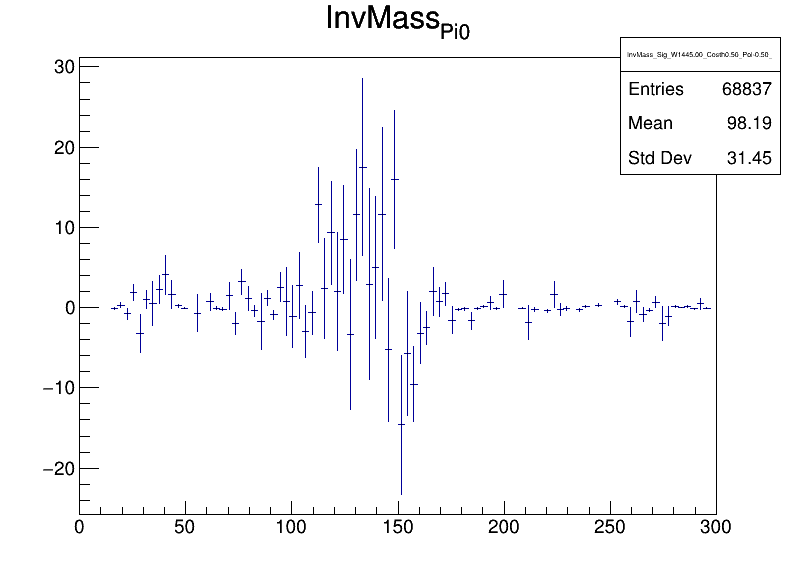 InvMass_Pi0
InvMass_Sig_W1445.00_Costh0.50_Pol-0.50_
Entries 68837
Mean 98.19
Std Dev 31.45
30
20
10
0
−10
−20
0 50 100 150 200 250 300